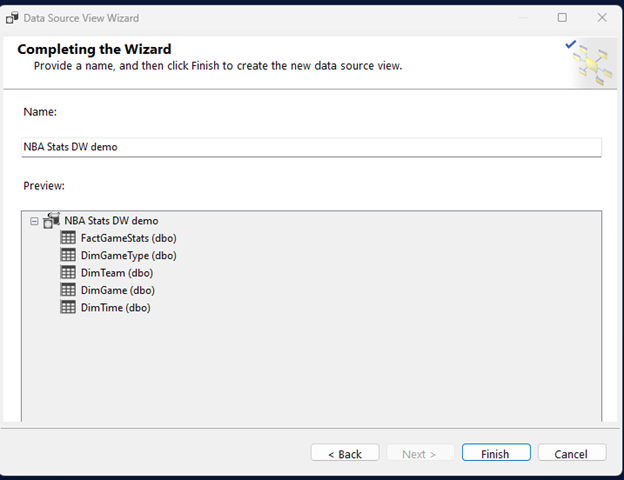 Data Source View Wizard
Completing the Wizard
Provide a name, and then click Finish to create the new data source view.
Name:
NBA Stats DW demo
Preview:
NBA Stats DW demo
FactGameStats (dbo)
DimGameType (dbo)
DimTeam (dbo)
DimGame (dbo)
DimTime (dbo)
< Back Next > Finish Cancel